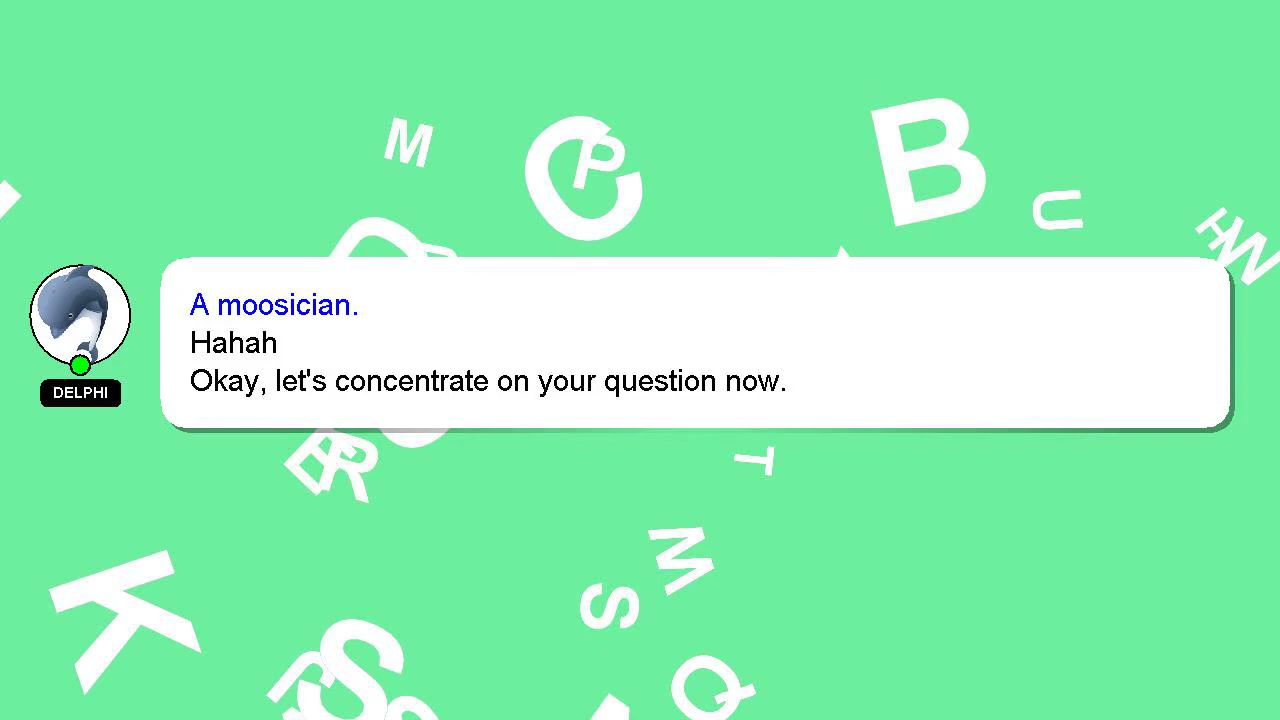 M
C
P
B
U
H
W
A moosician.
Hahah
Okay, let's concentrate on your question now.
DELPHI
R
T
K
M
S
S
Q